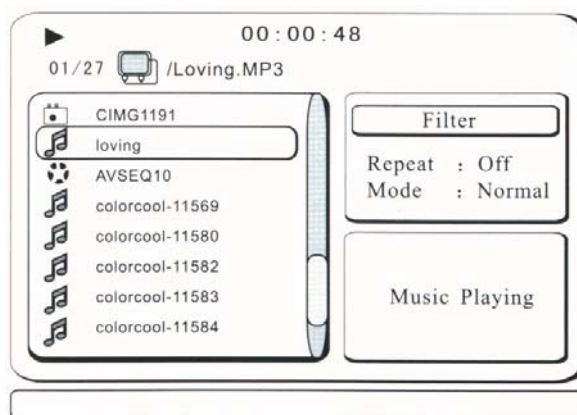 00:00:48
01/27 /Loving.MP3
CIMG1191
loving
AVSEQ10
colorcool-11569
colorcool-11580
colorcool-11582
colorcool-11583
colorcool-11584
Filter
Repeat : Off
Mode : Normal
Music Playing